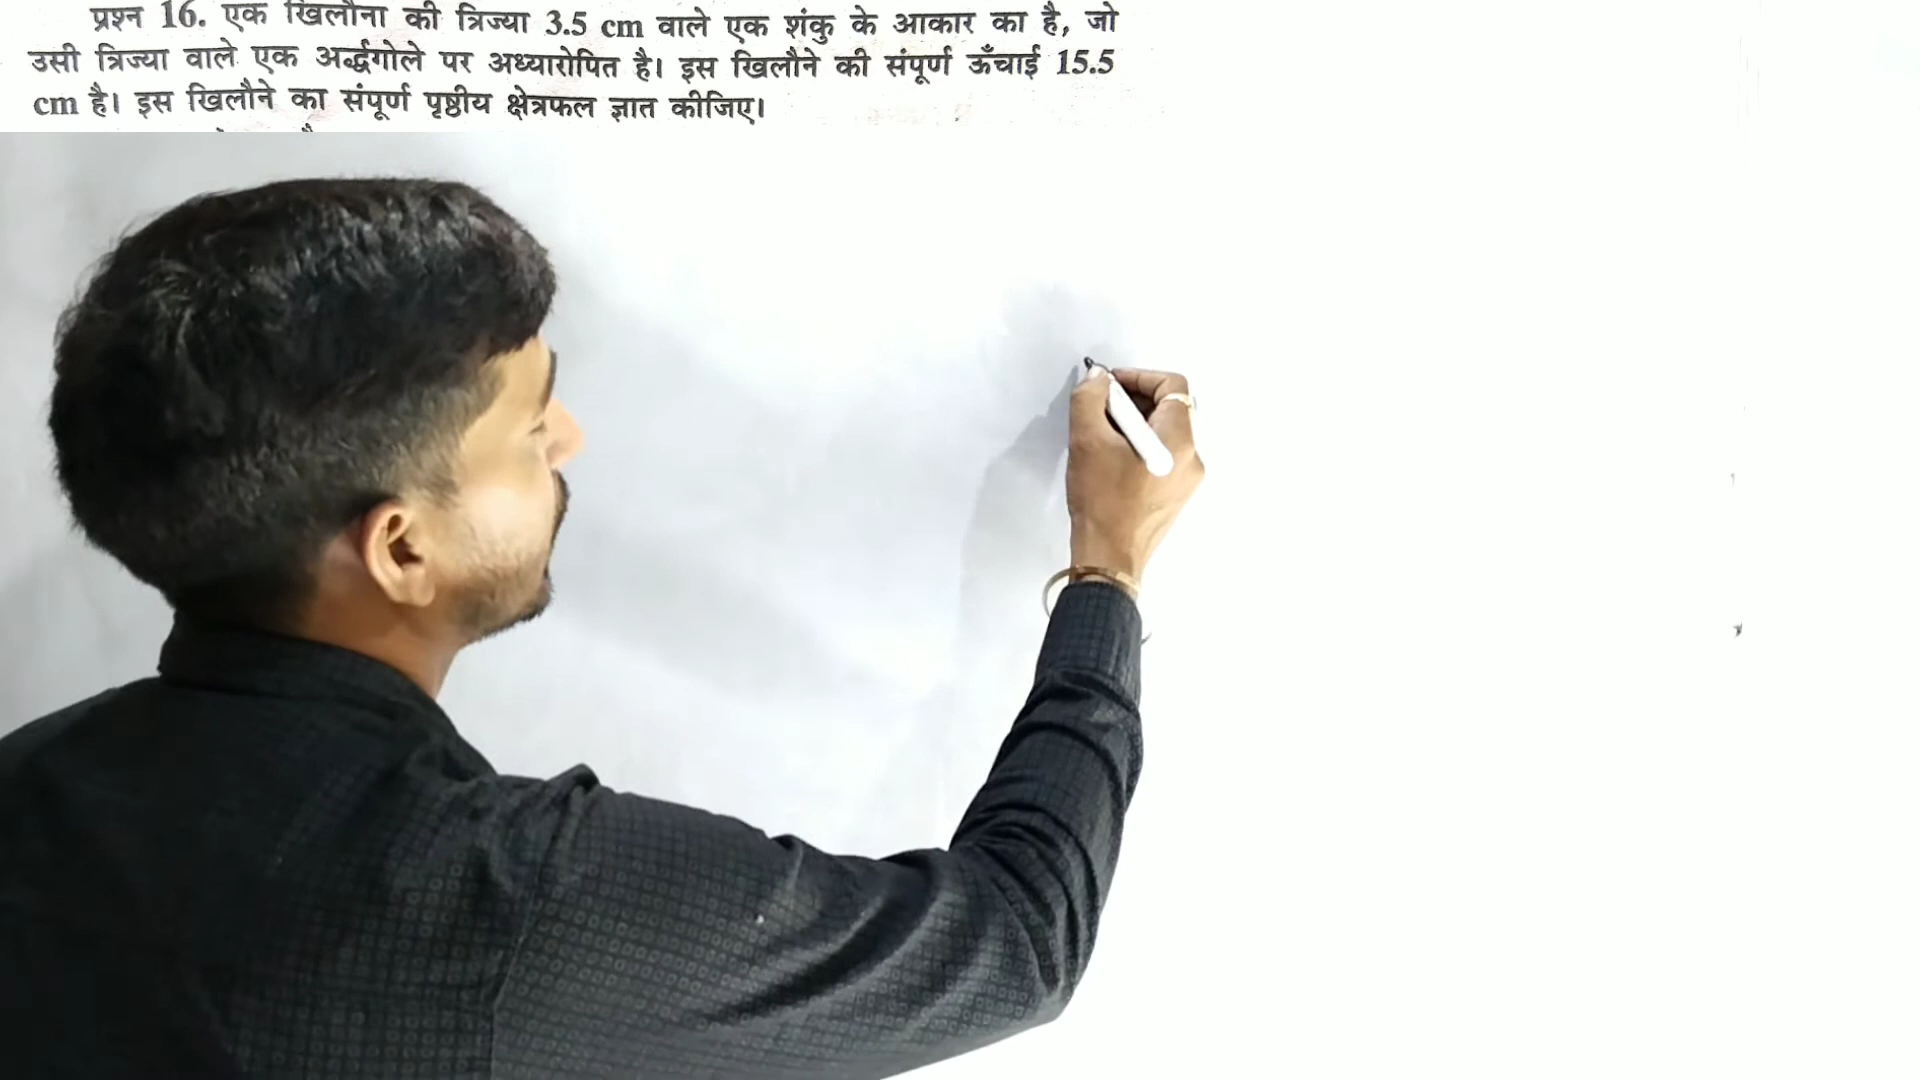 प्रश्न 16. एक खिलौना की त्रिज्या 3.5 cm वाले एक शंकु के आकार का है, जो
उसी त्रिज्या वाले एक अर्द्धगोले पर अध्यारोपित है। इस खिलौने की संपूर्ण ऊँचाई 15.5
cm है। इस खिलौने का संपूर्ण पृष्ठीय क्षेत्रफल ज्ञात कीजिए।